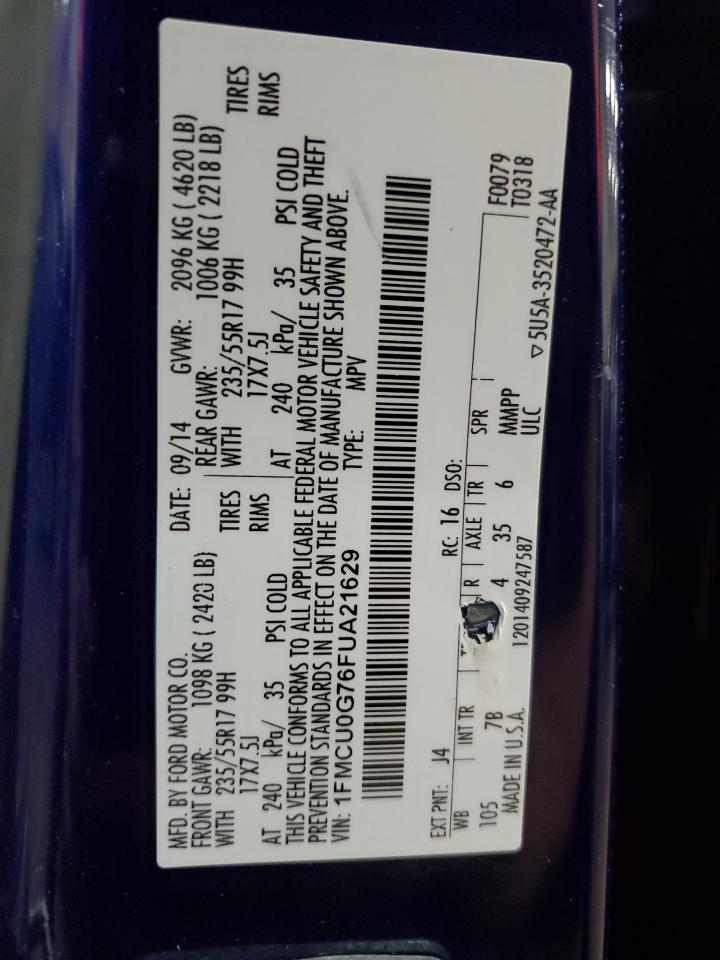 MFD. BY FORD MOTOR CO. DATE: 09/14 GVWR: 2096 KG ( 4620 LB)
FRONT GAWR: 1098 KG ( 2420 LB) REAR GAWR: 1006 KG ( 2218 LB)
WITH 235/55R17 99H TIRES WITH 235/55R17 99H TIRES
17X7.5J RIMS 17X7.5J RIMS
AT 240 kPa/ 35 PSI COLD AT 240 kPa/ 35 PSI COLD
THIS VEHICLE CONFORMS TO ALL APPLICABLE FEDERAL MOTOR VEHICLE SAFETY AND THEFT
PREVENTION STANDARDS IN EFFECT ON THE DATE OF MANUFACTURE SHOWN ABOVE.
VIN: 1FMCU0G76FUA21629 TYPE: MPV
EXT PNT: J4 RC: 16 DSO: F0079
T0318
WB INT TR R AXLE TR SPR
105 7B 4 35 6 MMPP
ULC
MADE IN U.S.A. 1201409247587 ▽ 5U5A-3520472-AA